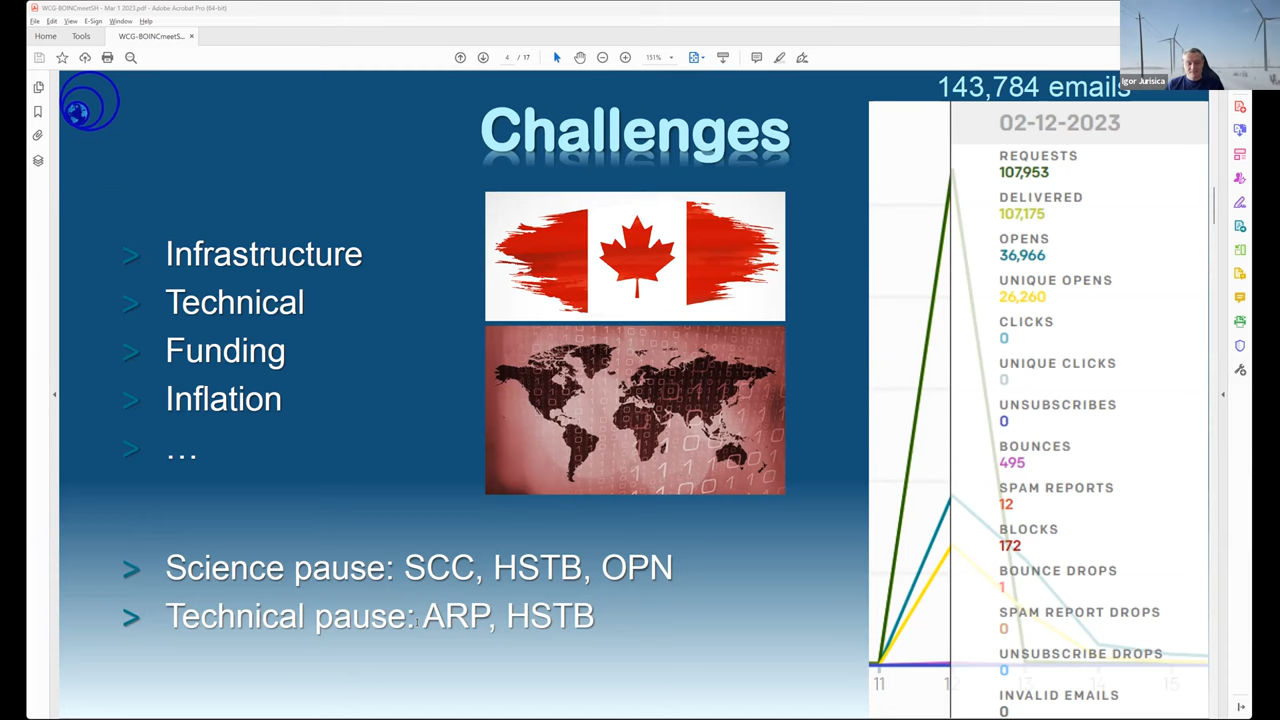 WCG-BOINCmeetSH - Mar 1 2023.pdf - Adobe Acrobat Pro (64-bit)
File Edit View E-Sign Window Help
Home Tools WCG-BOINCmeetS... ×
4 / 17 151%
Igor Jurisica
143,784 emails
Challenges
> Infrastructure
> Technical
> Funding
> Inflation
> …
> Science pause: SCC, HSTB, OPN
> Technical pause: ARP, HSTB
02-12-2023
REQUESTS
107,953
DELIVERED
107,175
OPENS
36,966
UNIQUE OPENS
26,260
CLICKS
0
UNIQUE CLICKS
0
UNSUBSCRIBES
0
BOUNCES
495
SPAM REPORTS
12
BLOCKS
172
BOUNCE DROPS
1
SPAM REPORT DROPS
0
UNSUBSCRIBE DROPS
0
INVALID EMAILS
0
11 12 13 14 15